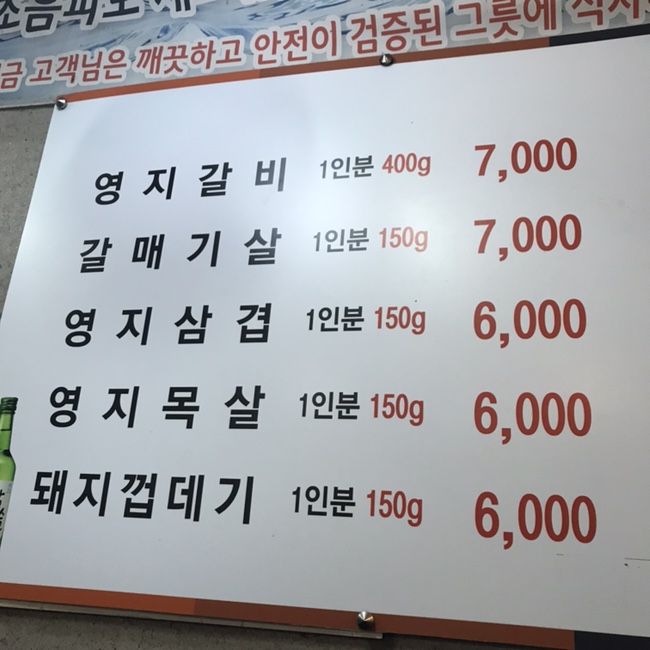 고객님은 깨끗하고 안전이 검증된 그릇에
영지갈비 1인분 400g 7,000
갈매기살 1인분 150g 7,000
영지삼겹 1인분 150g 6,000
영지목살 1인분 150g 6,000
돼지껍데기 1인분 150g 6,000